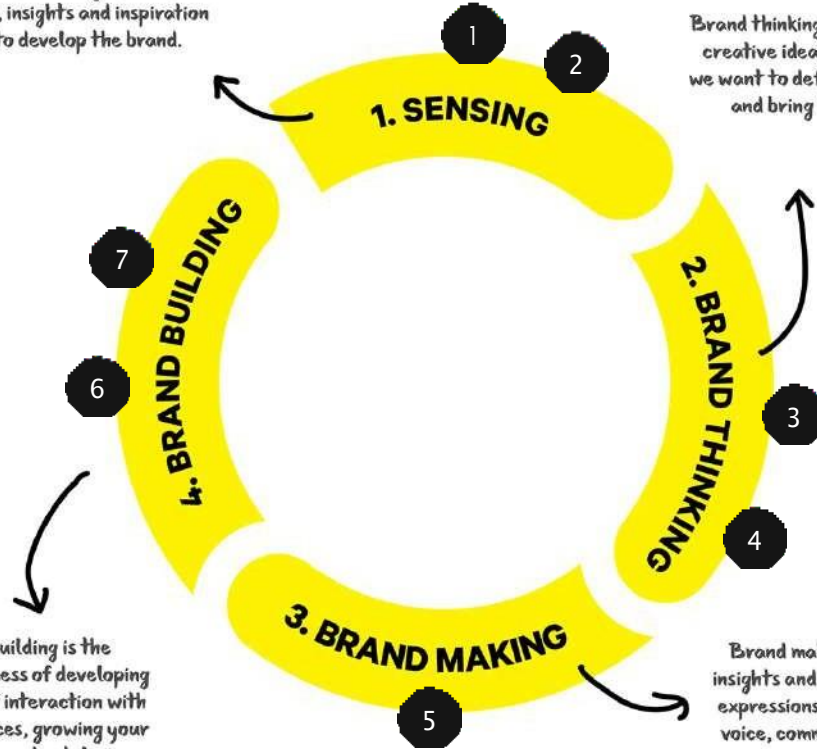 , insights and inspiration
to develop the brand.
1
2
Brand thinking
creative idea
we want to de
and bring
1. SENSING
7
4. BRAND BUILDING
6
2. BRAND THINKING
3
4
3. BRAND MAKING
5
uilding is the
ess of developing
interaction with
ces, growing your
Brand ma
insights and
expressions
voice, com